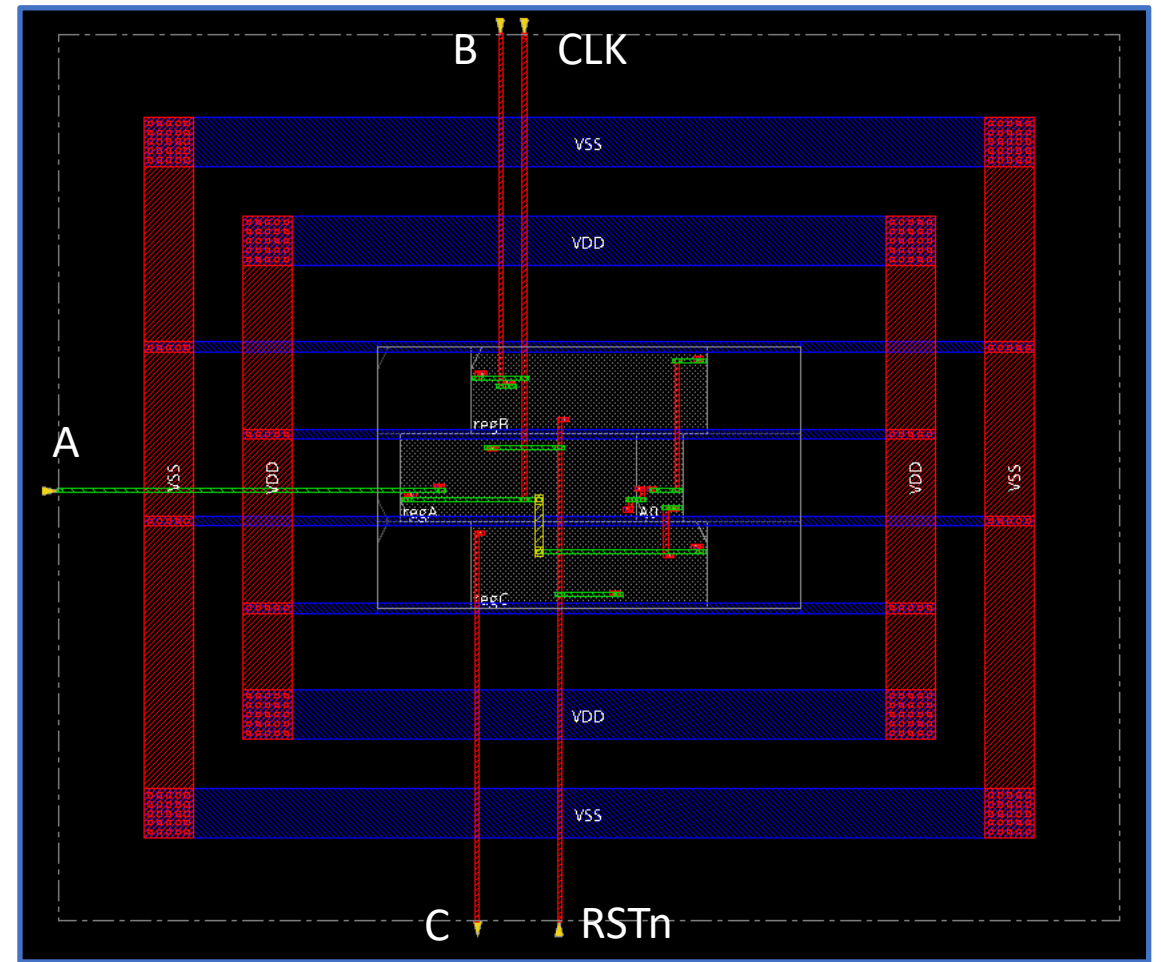 B CLK
VSS
VDD
regB
A
VSS
VDD
VDD
VSS
regA
A0
regC
VDD
VSS
C RSTn